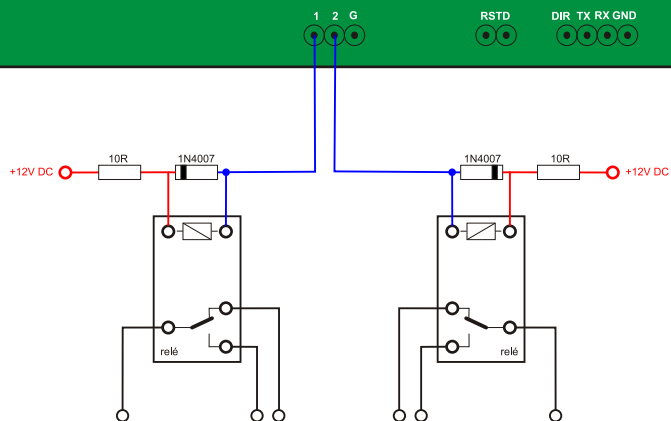 1 2 G RSTD DIR TX RX GND
10R 1N4007 1N4007 10R
+12V DC +12V DC
relé relé